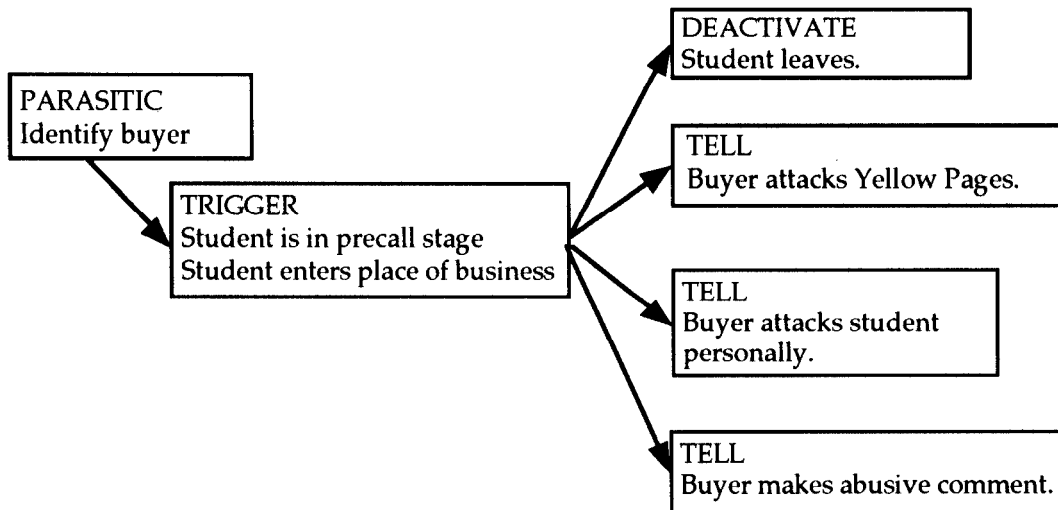 PARASITIC
Identify buyer
TRIGGER
Student is in precall stage
Student enters place of business
DEACTIVATE
Student leaves.
TELL
Buyer attacks Yellow Pages.
TELL
Buyer attacks student
personally.
TELL
Buyer makes abusive comment.